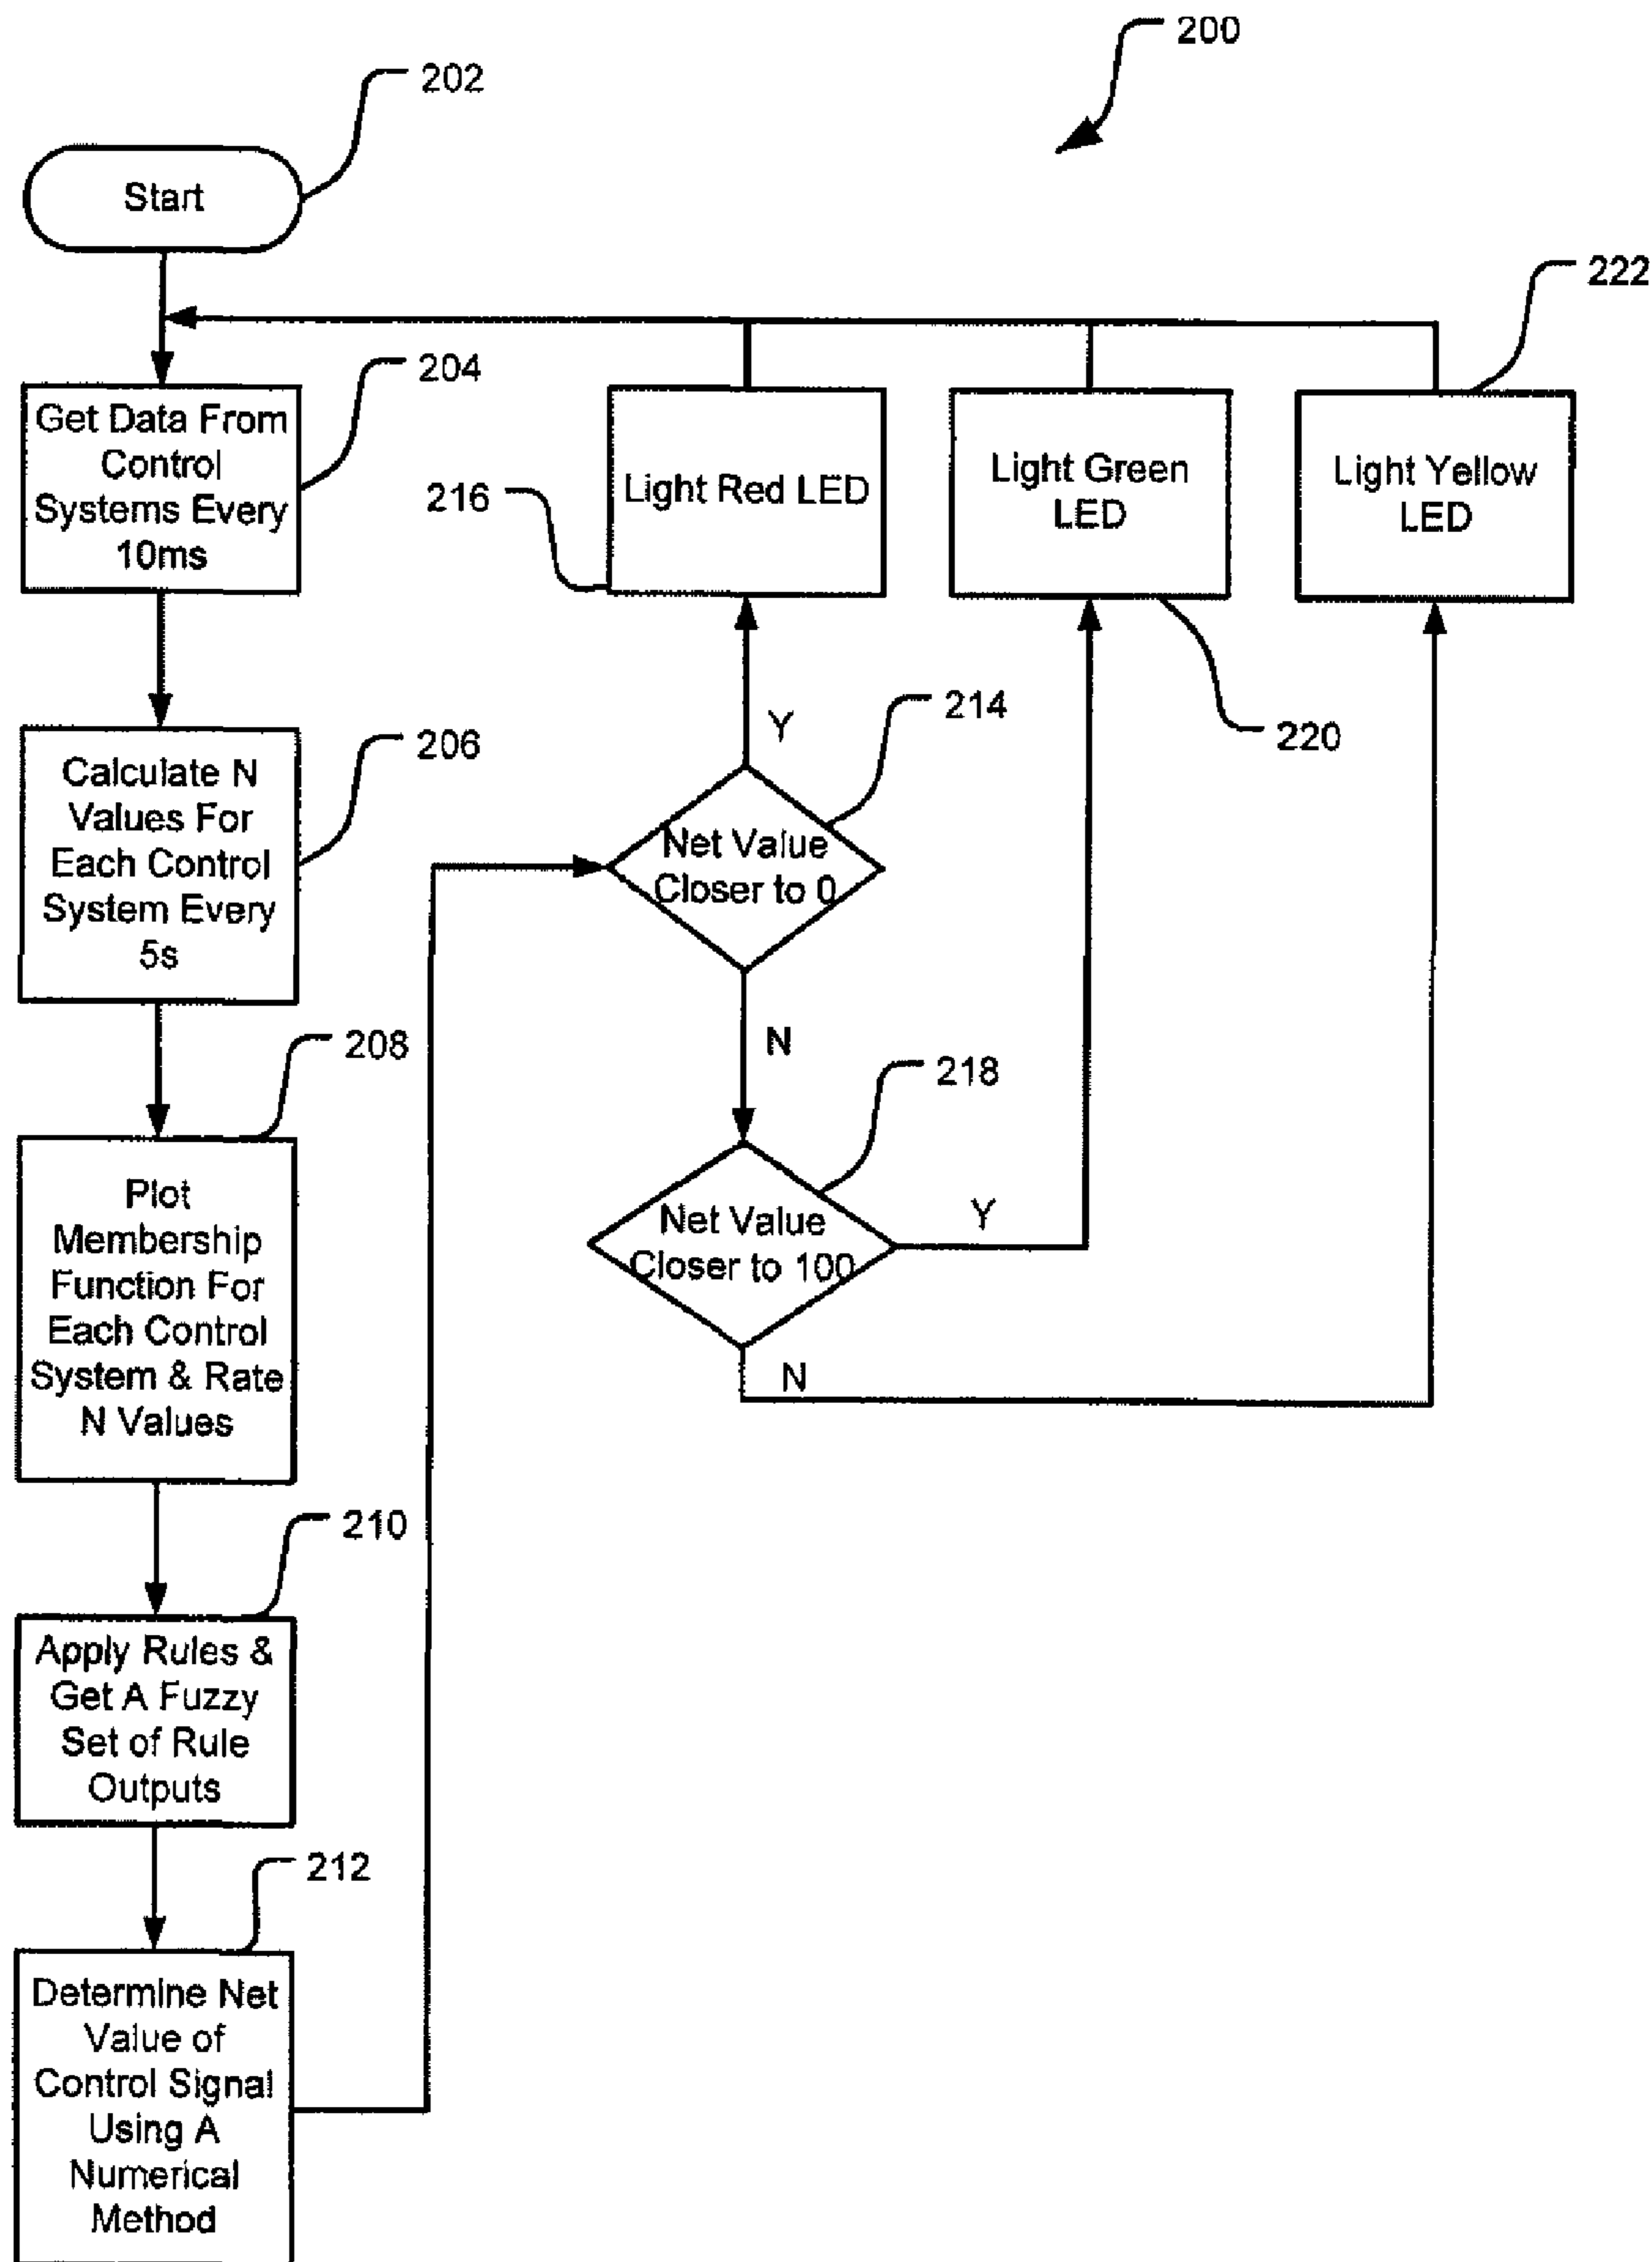 200
202
Start
222
204
Get Data From
Control
Systems Every
10ms
216
Light Red LED
Light Green
LED
Light Yellow
LED
220
206
Calculate N
Values For
Each Control
System Every
5s
Y
214
Net Value
Closer to 0
N
208
Plot
Membership
Function For
Each Control
System & Rate
N Values
218
Net Value
Closer to 100
Y
N
210
Apply Rules &
Get A Fuzzy
Set of Rule
Outputs
212
Determine Net
Value of
Control Signal
Using A
Numerical
Method